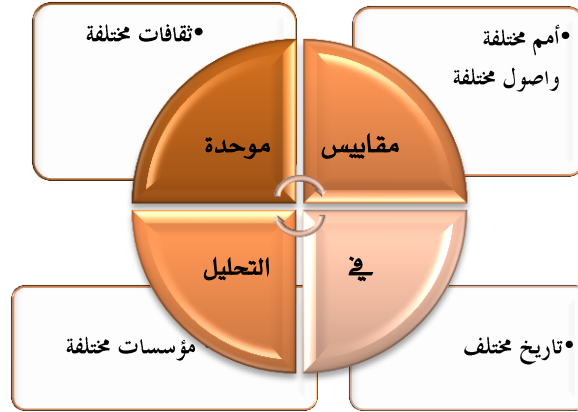 •أمم مختلفة
واصول مختلفة
•ثقافات مختلفة
مقاييس
موحدة
في
التحليل
•تاريخ مختلف
•مؤسسات مختلفة